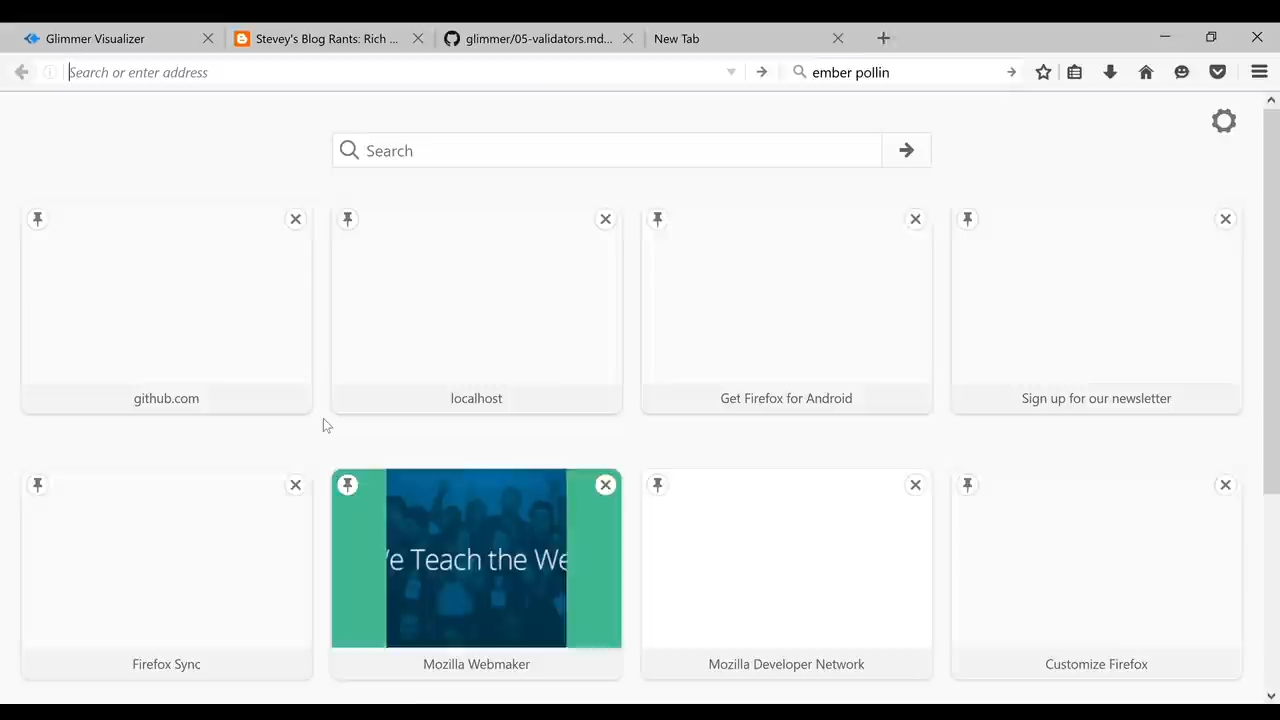 Glimmer Visualizer
Stevey's Blog Rants: Rich ...
glimmer/05-validators.md...
New Tab
Search or enter address
ember pollin
Search
github.com
localhost
Get Firefox for Android
Sign up for our newsletter
e Teach the We
Firefox Sync
Mozilla Webmaker
Mozilla Developer Network
Customize Firefox